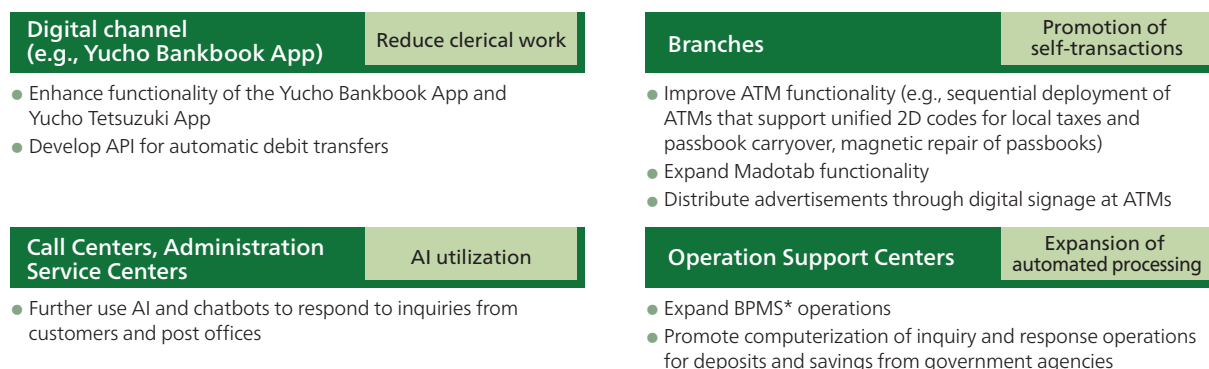 Digital channel
(e.g., Yucho Bankbook App)
Reduce clerical work
• Enhance functionality of the Yucho Bankbook App and
Yucho Tetsuzuki App
• Develop API for automatic debit transfers
Branches
Promotion of
self-transactions
• Improve ATM functionality (e.g., sequential deployment of
ATMs that support unified 2D codes for local taxes and
passbook carryover, magnetic repair of passbooks)
• Expand Madotab functionality
• Distribute advertisements through digital signage at ATMs
Call Centers, Administration
Service Centers
AI utilization
• Further use AI and chatbots to respond to inquiries from
customers and post offices
Operation Support Centers
Expansion of
automated processing
• Expand BPMS* operations
• Promote computerization of inquiry and response operations
for deposits and savings from government agencies